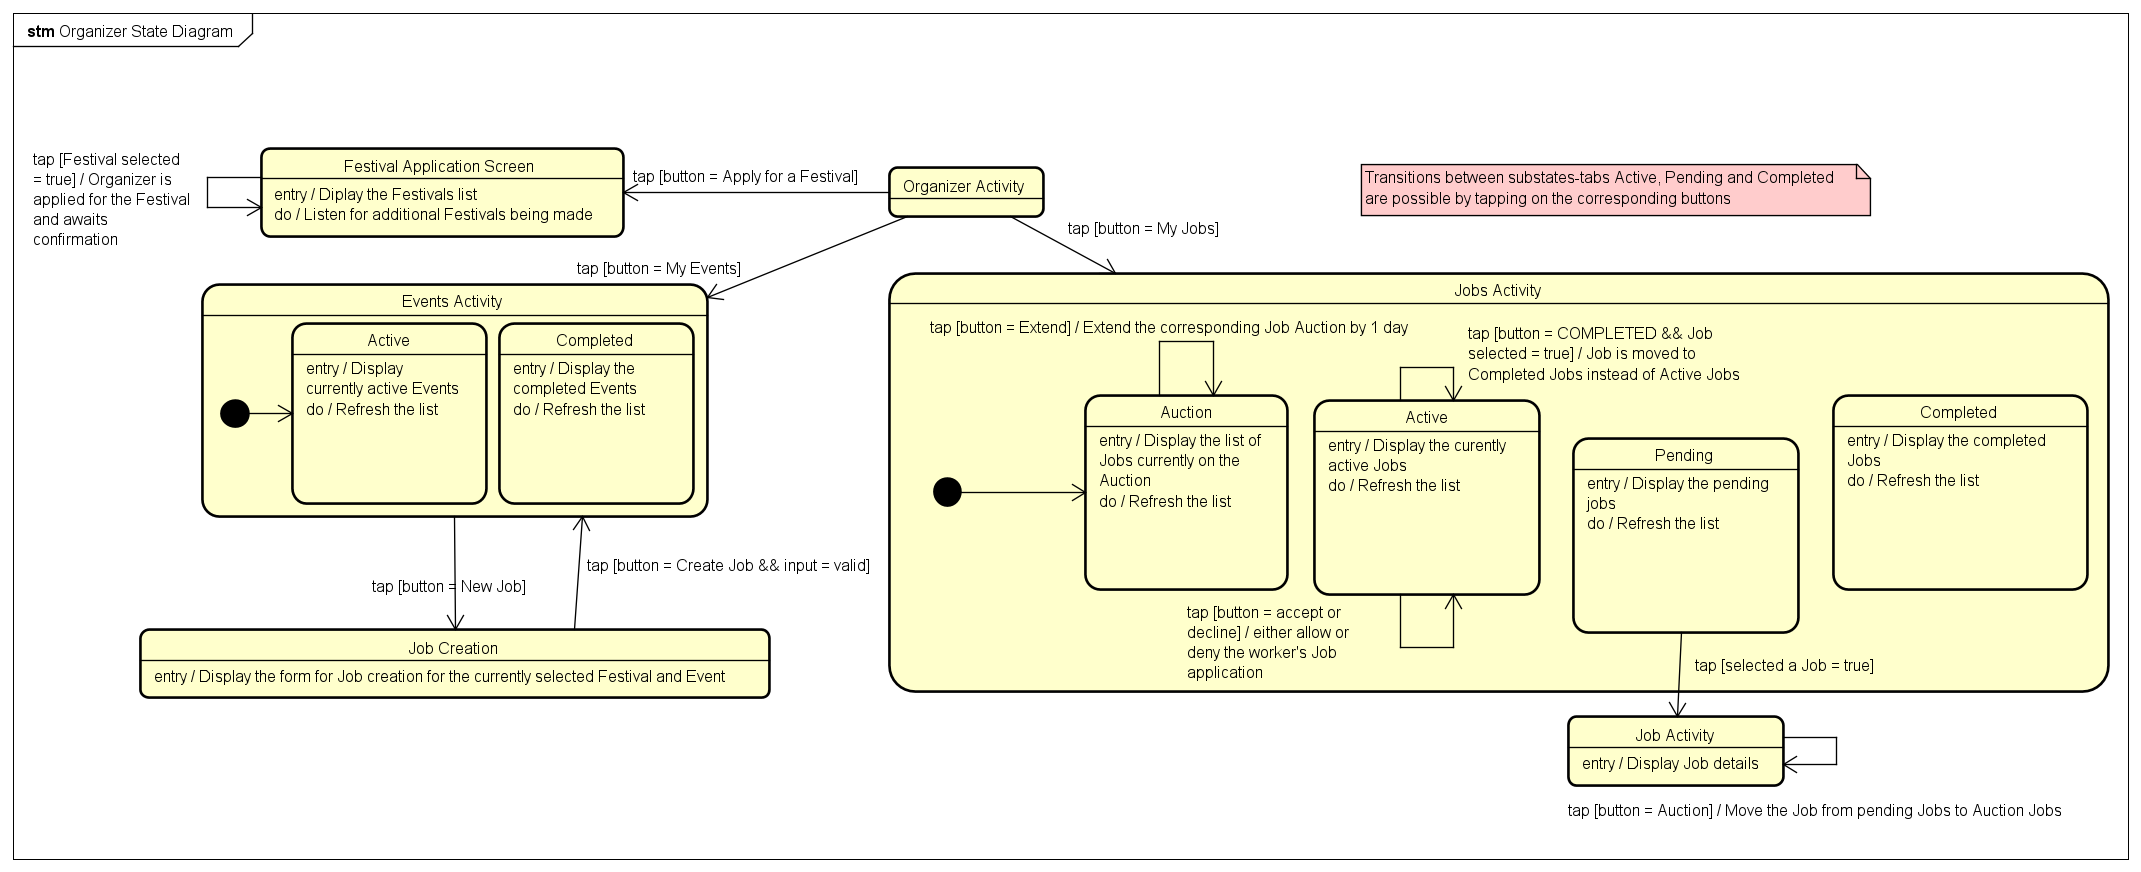 stm Organizer State Diagram
tap [Festival selected
= true] / Organizer is
applied for the Festival
and awaits
confirmation
Festival Application Screen
entry / Diplay the Festivals list
do / Listen for additional Festivals being made
tap [button = Apply for a Festival]
Organizer Activity
Transitions between substates-tabs Active, Pending and Completed
are possible by tapping on the corresponding buttons
tap [button = My Events]
tap [button = My Jobs]
Events Activity
Active
entry / Display
currently active Events
do / Refresh the list
Completed
entry / Display the
completed Events
do / Refresh the list
tap [button = New Job]
tap [button = Create Job && input = valid]
Job Creation
entry / Display the form for Job creation for the currently selected Festival and Event
Jobs Activity
tap [button = Extend] / Extend the corresponding Job Auction by 1 day
tap [button = COMPLETED && Job
selected = true] / Job is moved to
Completed Jobs instead of Active Jobs
Auction
entry / Display the list of
Jobs currently on the
Auction
do / Refresh the list
Active
entry / Display the curently
active Jobs
do / Refresh the list
Pending
entry / Display the pending
jobs
do / Refresh the list
Completed
entry / Display the completed
Jobs
do / Refresh the list
tap [button = accept or
decline] / either allow or
deny the worker's Job
application
tap [selected a Job = true]
Job Activity
entry / Display Job details
tap [button = Auction] / Move the Job from pending Jobs to Auction Jobs